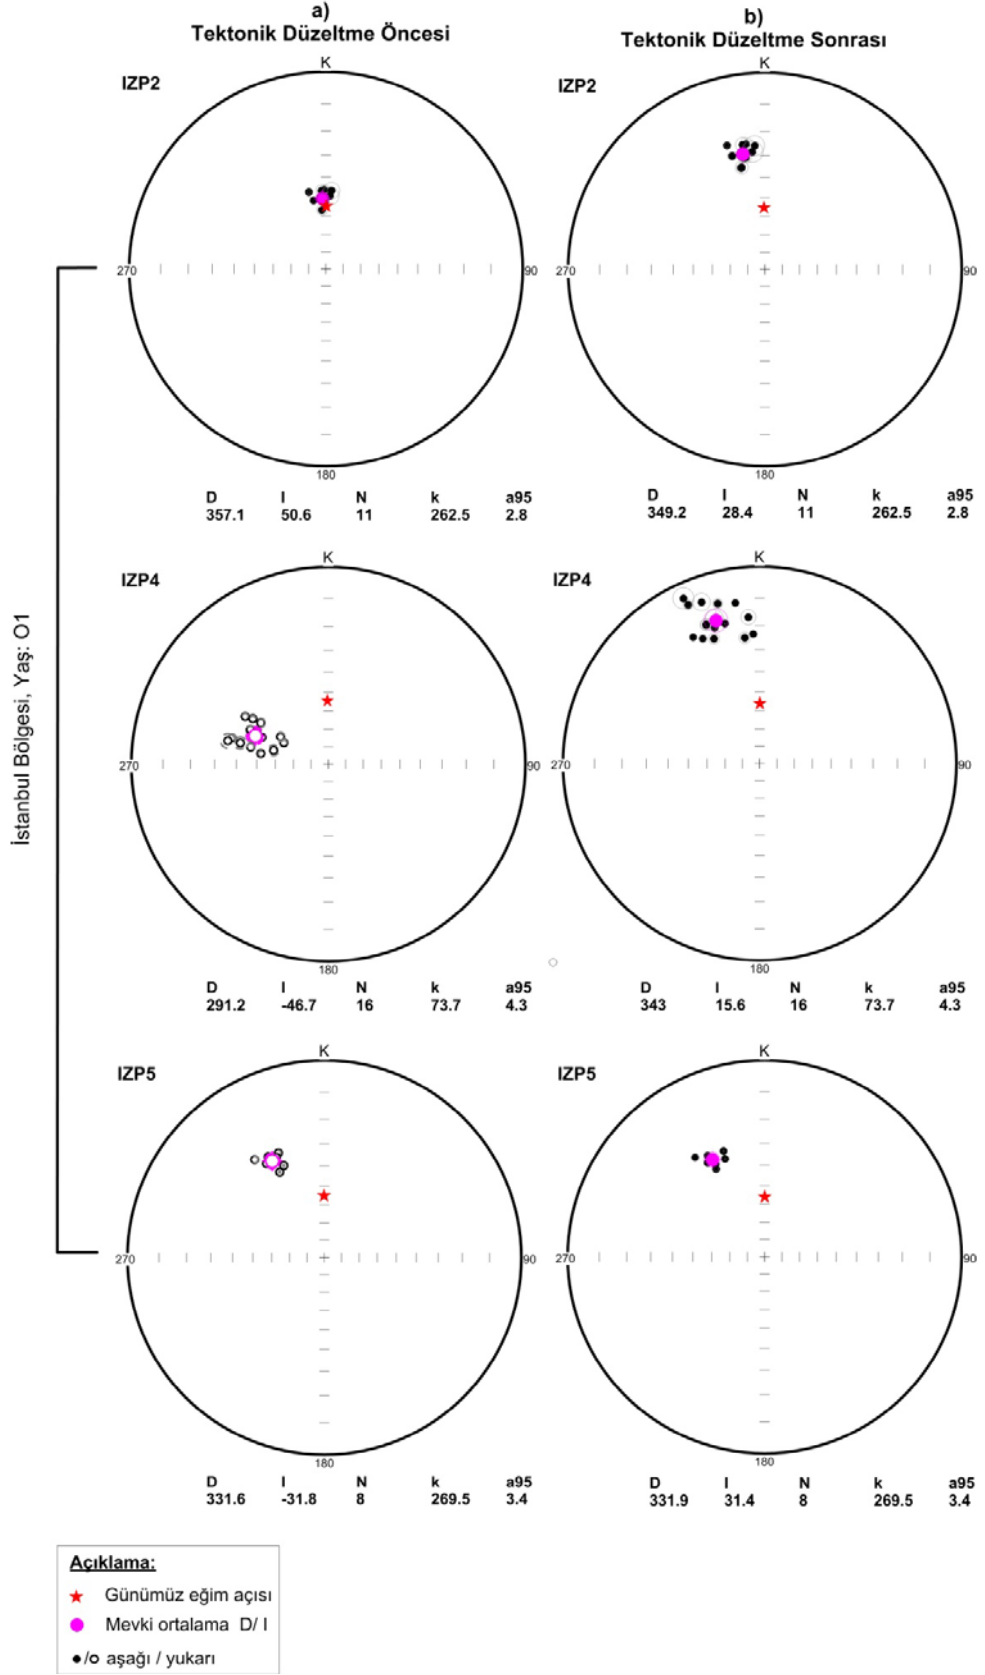 a)
Tektonik Düzeltme Öncesi
b)
Tektonik Düzeltme Sonrası
İstanbul Bölgesi, Yaş: O1
IZP2
K
270
90
180
D I N k a95
357.1 50.6 11 262.5 2.8
IZP2
K
270
90
180
D I N k a95
349.2 28.4 11 262.5 2.8
IZP4
K
270
90
180
D I N k a95
291.2 -46.7 16 73.7 4.3
IZP4
K
270
90
180
D I N k a95
343 15.6 16 73.7 4.3
IZP5
K
270
90
180
D I N k a95
331.6 -31.8 8 269.5 3.4
IZP5
K
270
90
180
D I N k a95
331.9 31.4 8 269.5 3.4
Açıklama:
Günümüz eğim açısı
Mevki ortalama D/ I
/ aşağı / yukarı